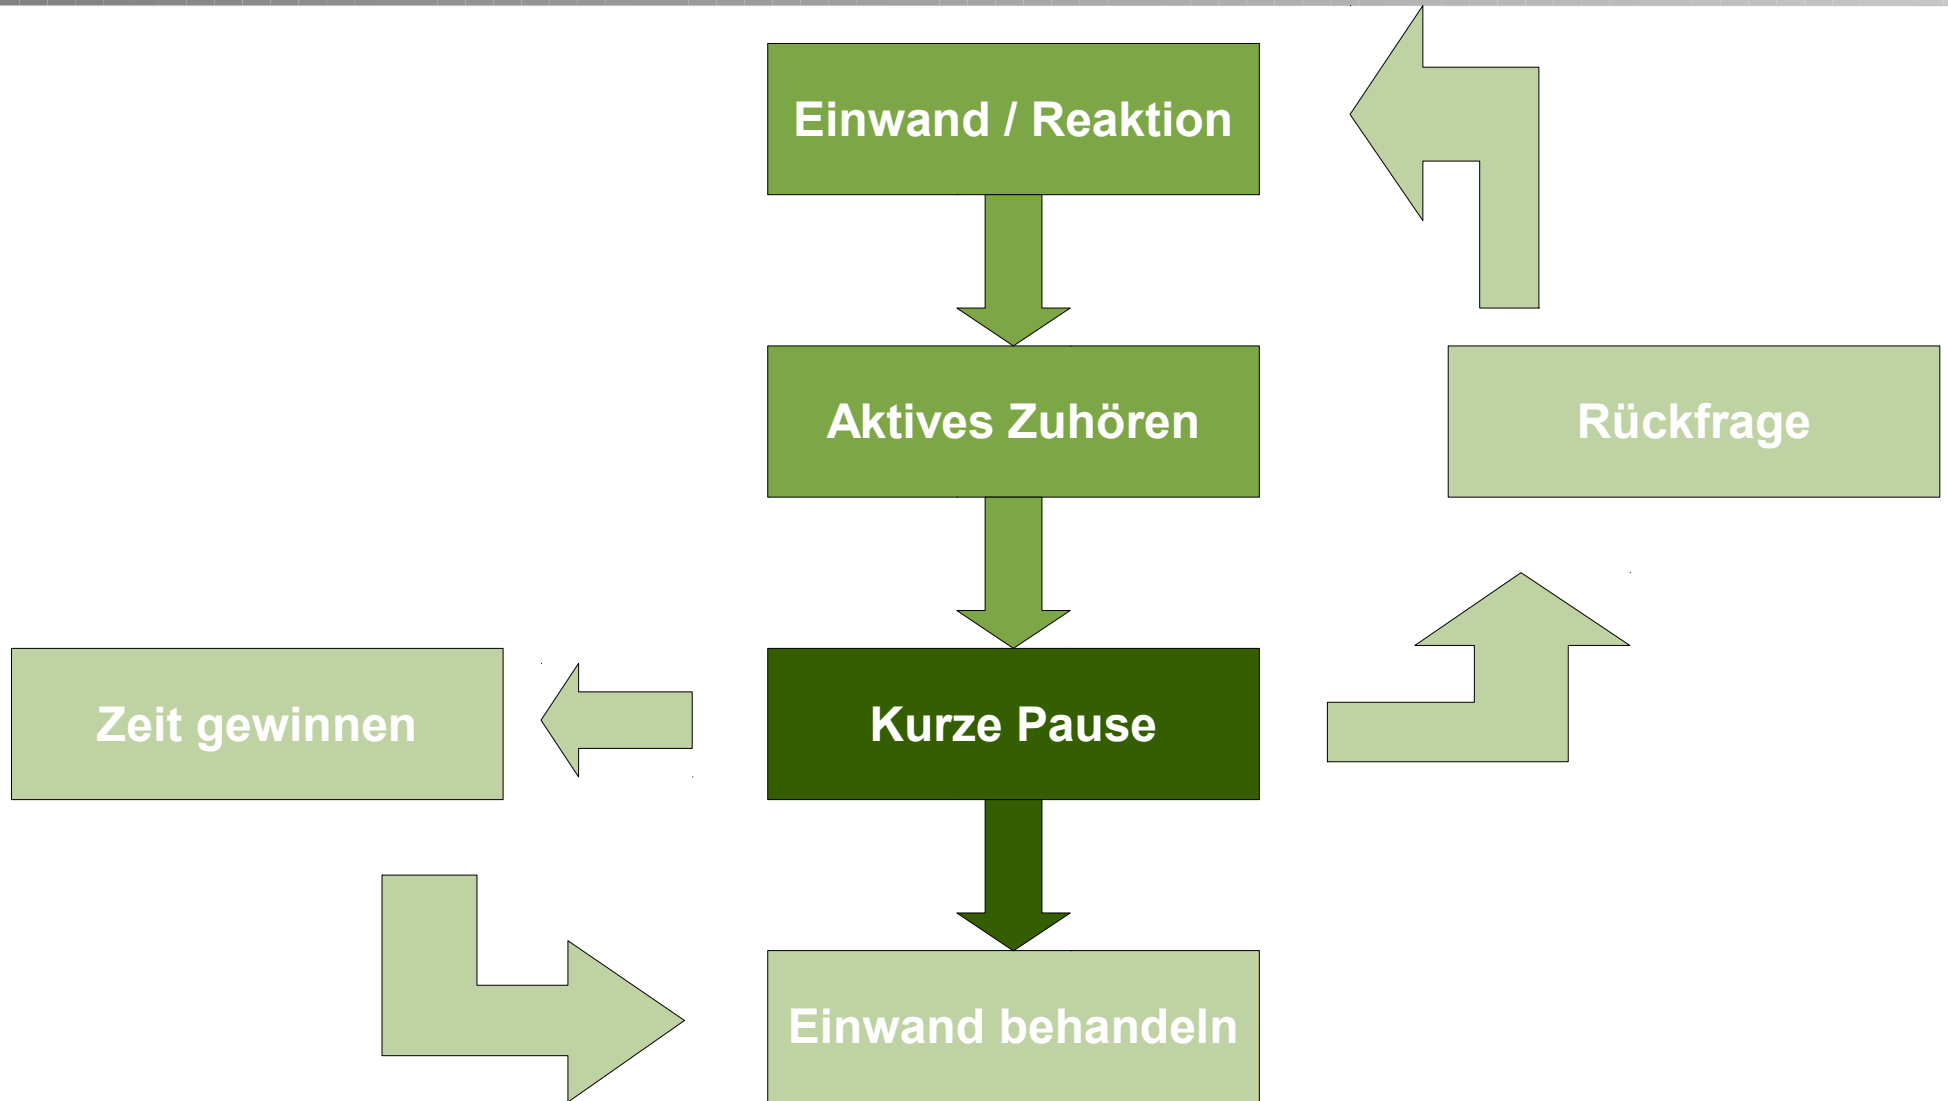 Einwand / Reaktion
Aktives Zuhören
Rückfrage
Zeit gewinnen
Kurze Pause
Einwand behandeln